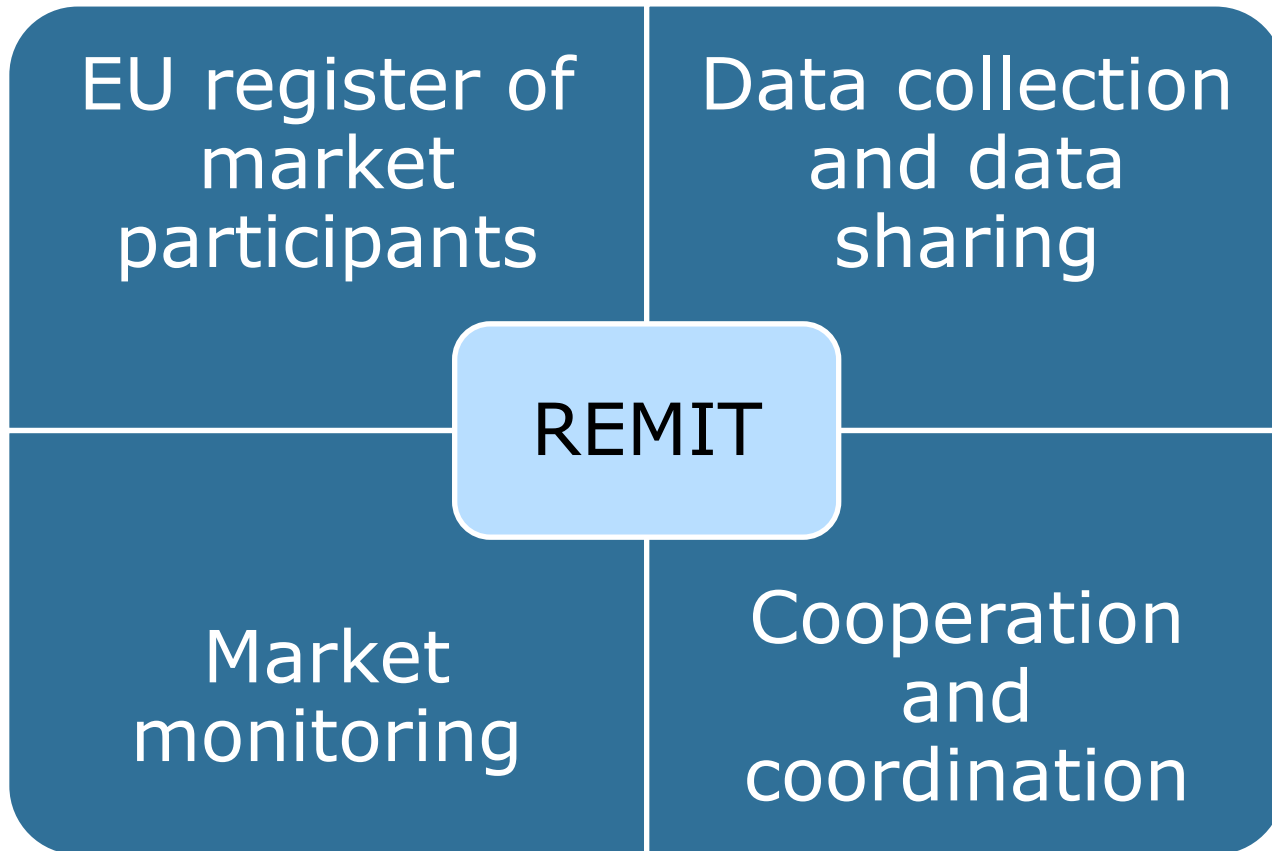 EU register of
market
participants
Data collection
and data
sharing
REMIT
Market
monitoring
Cooperation
and
coordination